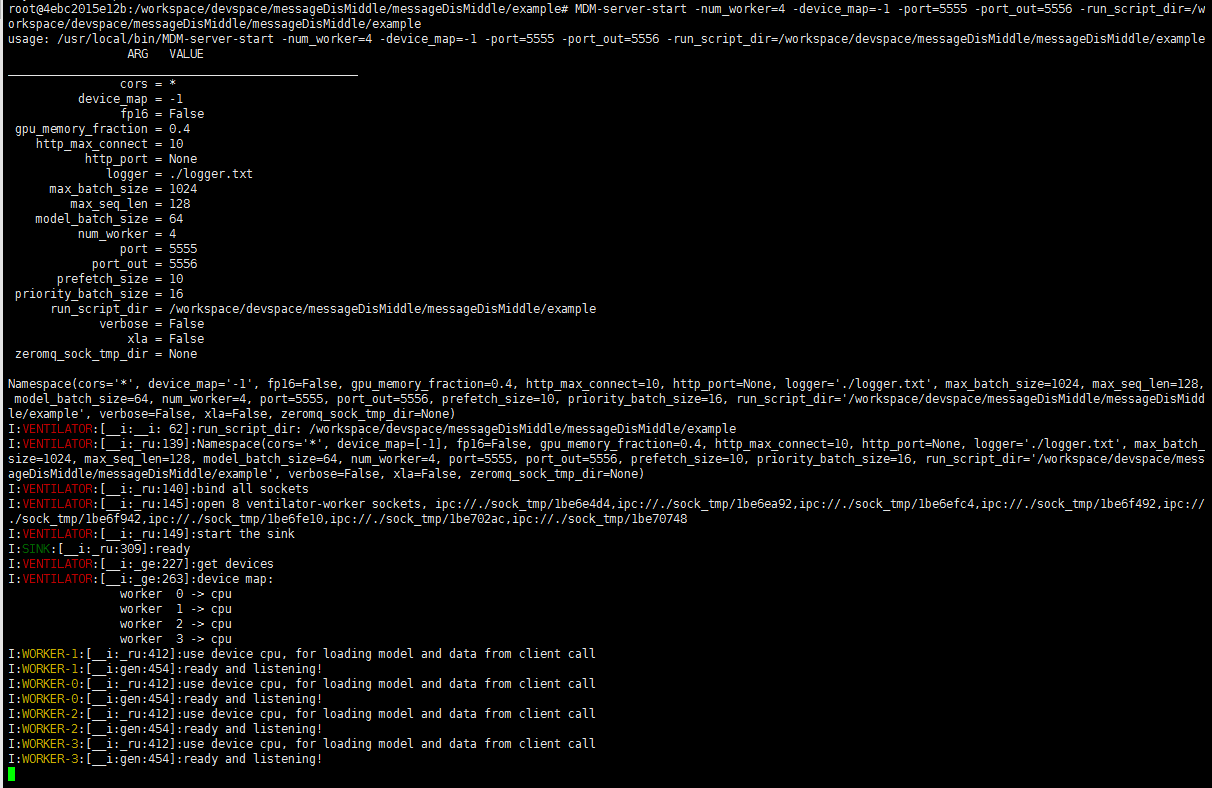 root@4ebc2015e12b:/workspace/devspace/messageDisMiddle/messageDisMiddle/example# MDM-server-start -num_worker=4 -device_map=-1 -port=5555 -port_out=5556 -run_script_dir=/w
orkspace/devspace/messageDisMiddle/messageDisMiddle/example
usage: /usr/local/bin/MDM-server-start -num_worker=4 -device_map=-1 -port=5555 -port_out=5556 -run_script_dir=/workspace/devspace/messageDisMiddle/messageDisMiddle/example
ARG VALUE
__________________________________________________
cors = *
device_map = -1
fp16 = False
gpu_memory_fraction = 0.4
http_max_connect = 10
http_port = None
logger = ./logger.txt
max_batch_size = 1024
max_seq_len = 128
model_batch_size = 64
num_worker = 4
port = 5555
port_out = 5556
prefetch_size = 10
priority_batch_size = 16
run_script_dir = /workspace/devspace/messageDisMiddle/messageDisMiddle/example
verbose = False
xla = False
zeromq_sock_tmp_dir = None
Namespace(cors='*', device_map='-1', fp16=False, gpu_memory_fraction=0.4, http_max_connect=10, http_port=None, logger='./logger.txt', max_batch_size=1024, max_seq_len=128,
model_batch_size=64, num_worker=4, port=5555, port_out=5556, prefetch_size=10, priority_batch_size=16, run_script_dir='/workspace/devspace/messageDisMiddle/messageDisMidd
le/example', verbose=False, xla=False, zeromq_sock_tmp_dir=None)
I:VENTILATOR:[__i:__i: 62]:run_script_dir: /workspace/devspace/messageDisMiddle/messageDisMiddle/example
I:VENTILATOR:[__i:_ru:139]:Namespace(cors='*', device_map=[-1], fp16=False, gpu_memory_fraction=0.4, http_max_connect=10, http_port=None, logger='./logger.txt', max_batch_
size=1024, max_seq_len=128, model_batch_size=64, num_worker=4, port=5555, port_out=5556, prefetch_size=10, priority_batch_size=16, run_script_dir='/workspace/devspace/mess
ageDisMiddle/messageDisMiddle/example', verbose=False, xla=False, zeromq_sock_tmp_dir=None)
I:VENTILATOR:[__i:_ru:140]:bind all sockets
I:VENTILATOR:[__i:_ru:145]:open 8 ventilator-worker sockets, ipc://./sock_tmp/1be6e4d4,ipc://./sock_tmp/1be6ea92,ipc://./sock_tmp/1be6efc4,ipc://./sock_tmp/1be6f492,ipc://
./sock_tmp/1be6f942,ipc://./sock_tmp/1be6fe10,ipc://./sock_tmp/1be702ac,ipc://./sock_tmp/1be70748
I:VENTILATOR:[__i:_ru:149]:start the sink
I:SINK:[__i:_ru:309]:ready
I:VENTILATOR:[__i:_ge:227]:get devices
I:VENTILATOR:[__i:_ge:263]:device map:
worker 0 -> cpu
worker 1 -> cpu
worker 2 -> cpu
worker 3 -> cpu
I:WORKER-1:[__i:_ru:412]:use device cpu, for loading model and data from client call
I:WORKER-1:[__i:gen:454]:ready and listening!
I:WORKER-0:[__i:_ru:412]:use device cpu, for loading model and data from client call
I:WORKER-0:[__i:gen:454]:ready and listening!
I:WORKER-2:[__i:_ru:412]:use device cpu, for loading model and data from client call
I:WORKER-2:[__i:gen:454]:ready and listening!
I:WORKER-3:[__i:_ru:412]:use device cpu, for loading model and data from client call
I:WORKER-3:[__i:gen:454]:ready and listening!